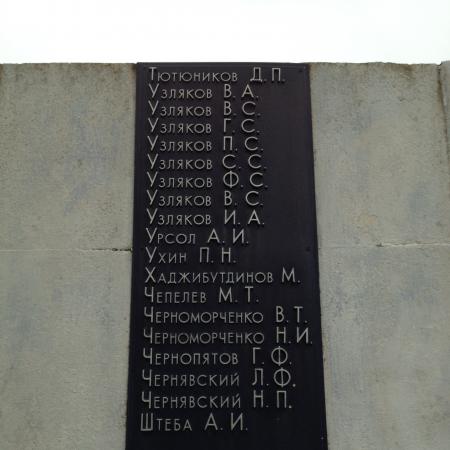 Тютюников Д.П.
Узляков В.А.
Узляков В.С.
Узляков Г.С.
Узляков П.С.
Узляков С.С.
Узляков Ф.С.
Узляков В.С.
Узляков И.А.
Урсол А.И.
Ухин П.Н.
Хаджибутдинов М.
Чепелев М.Т.
Черноморченко В.Т.
Черноморченко Н.И.
Чернопятов Г.Ф.
Чернявский Л.Ф.
Чернявский Н.П.
Штеба А.И.